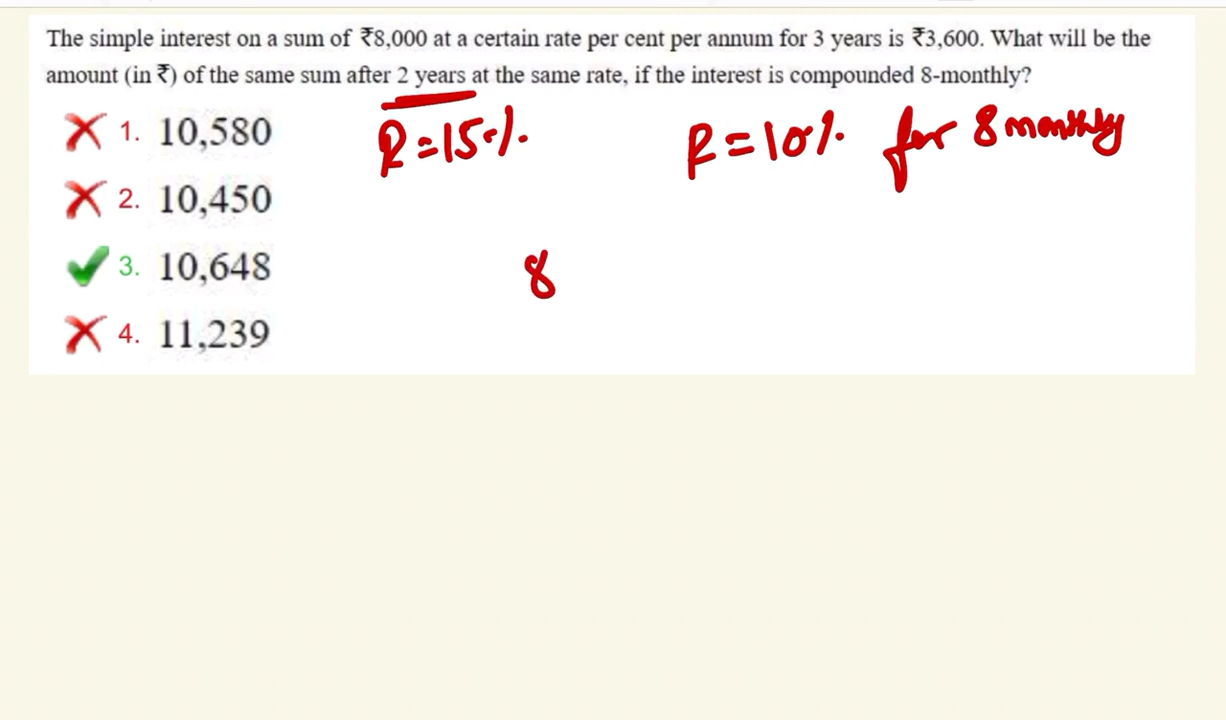 The simple interest on a sum of ₹8,000 at a certain rate per cent per annum for 3 years is ₹3,600. What will be the
amount (in ₹) of the same sum after 2 years at the same rate, if the interest is compounded 8-monthly?
R=15% R=10% for 8 monthly
1. 10,580
2. 10,450
3. 10,648
8
4. 11,239